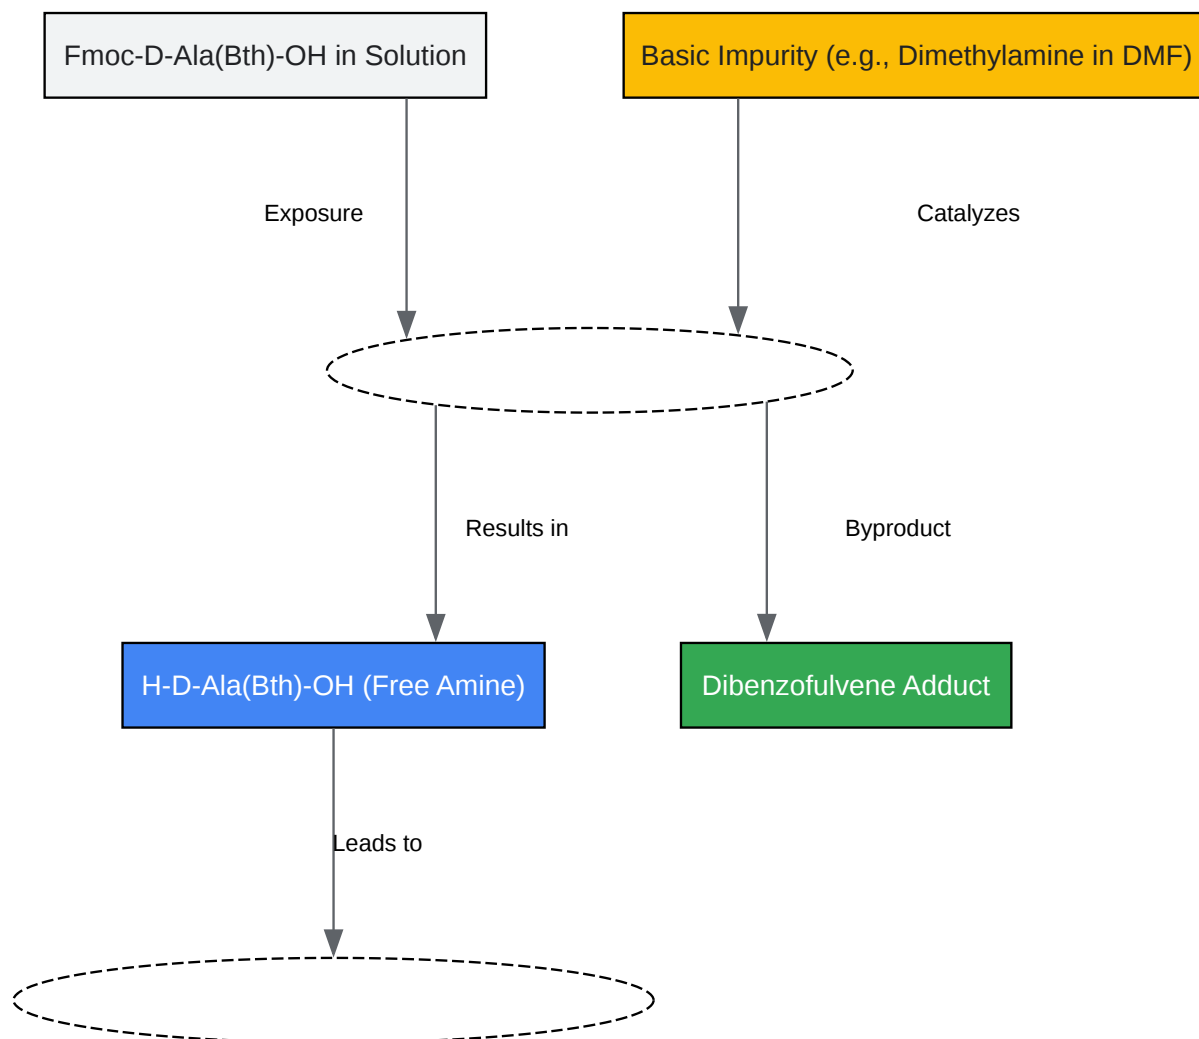 Fmoc-D-Ala(Bth)-OH in Solution
Basic Impurity (e.g., Dimethylamine in DMF)
Exposure
Catalyzes
Results in
Byproduct
H-D-Ala(Bth)-OH (Free Amine)
Dibenzofulvene Adduct
Leads to